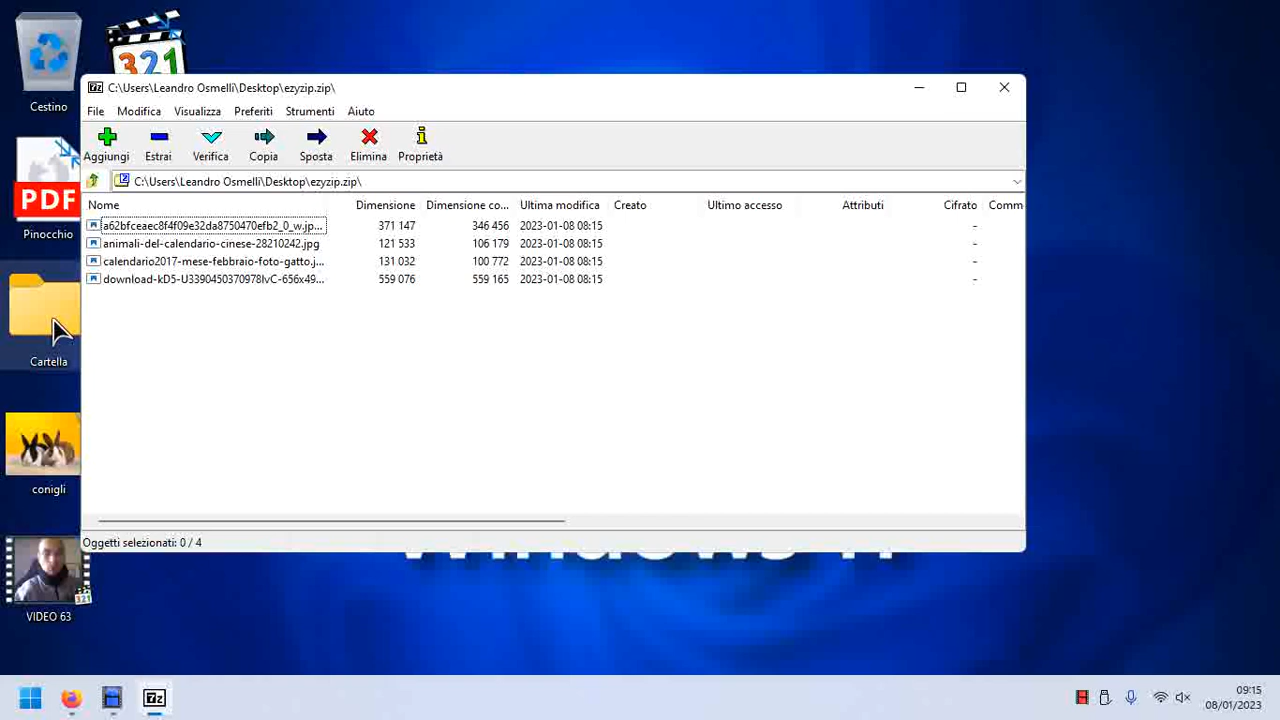 Cestino
321
PDF
Pinocchio
Cartella
conigli
321
VIDEO 63
7z C:\Users\Leandro Osmelli\Desktop\ezyzip.zip\
File Modifica Visualizza Preferiti Strumenti Aiuto
Aggiungi Estrai Verifica Copia Sposta Elimina Proprietà
C:\Users\Leandro Osmelli\Desktop\ezyzip.zip\
Nome Dimensione Dimensione co... Ultima modifica Creato Ultimo accesso Attributi Cifrato Comm
a62bfceaec8f4f09e32da8750470efb2_0_w.jp... 371 147 346 456 2023-01-08 08:15 -
animali-del-calendario-cinese-28210242.jpg 121 533 106 179 2023-01-08 08:15 -
calendario2017-mese-febbraio-foto-gatto.j... 131 032 100 772 2023-01-08 08:15 -
download-kD5-U3390450370978lvC-656x49... 559 076 559 165 2023-01-08 08:15 -
Oggetti selezionati: 0 / 4
7z
09:15
08/01/2023